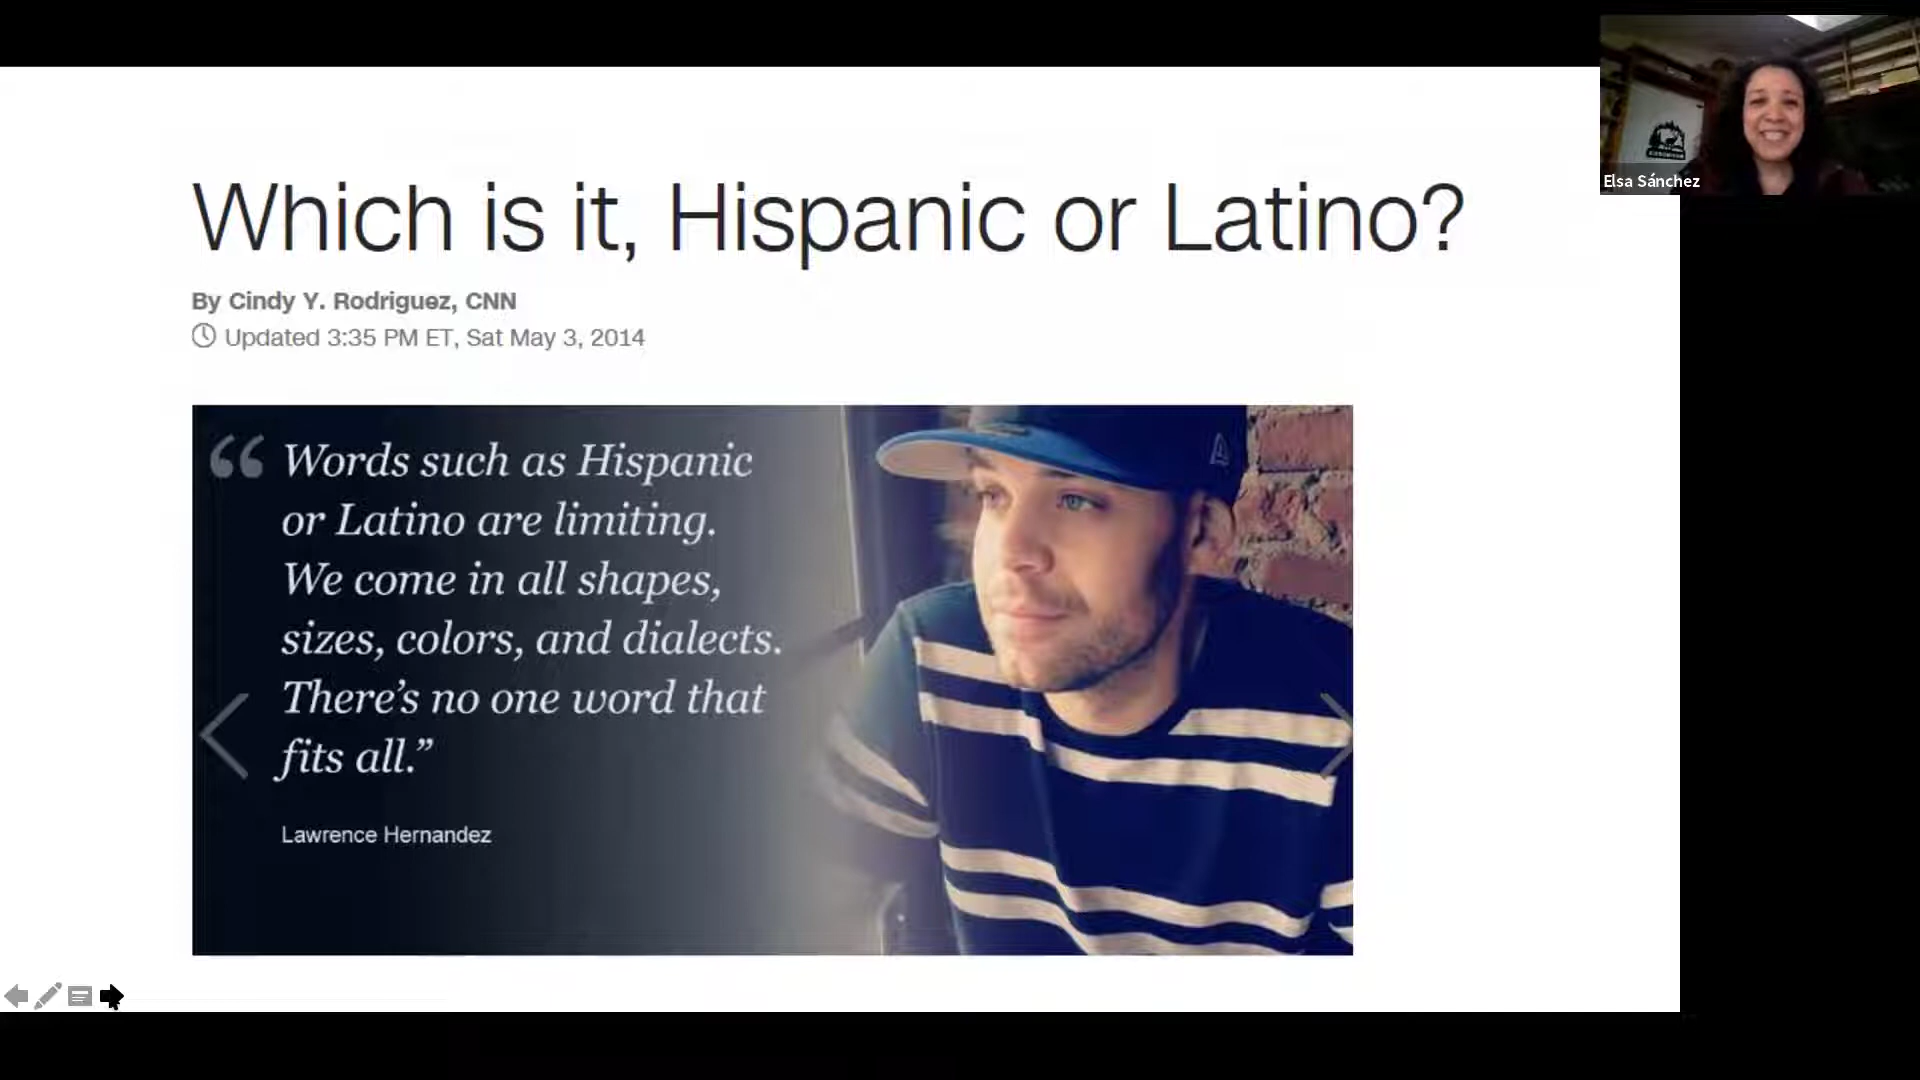 Which is it, Hispanic or Latino?
By Cindy Y. Rodriguez, CNN
Updated 3:35 PM ET, Sat May 3, 2014
“ Words such as Hispanic
or Latino are limiting.
We come in all shapes,
sizes, colors, and dialects.
There’s no one word that
fits all.”
Lawrence Hernandez
A
Elsa Sánchez